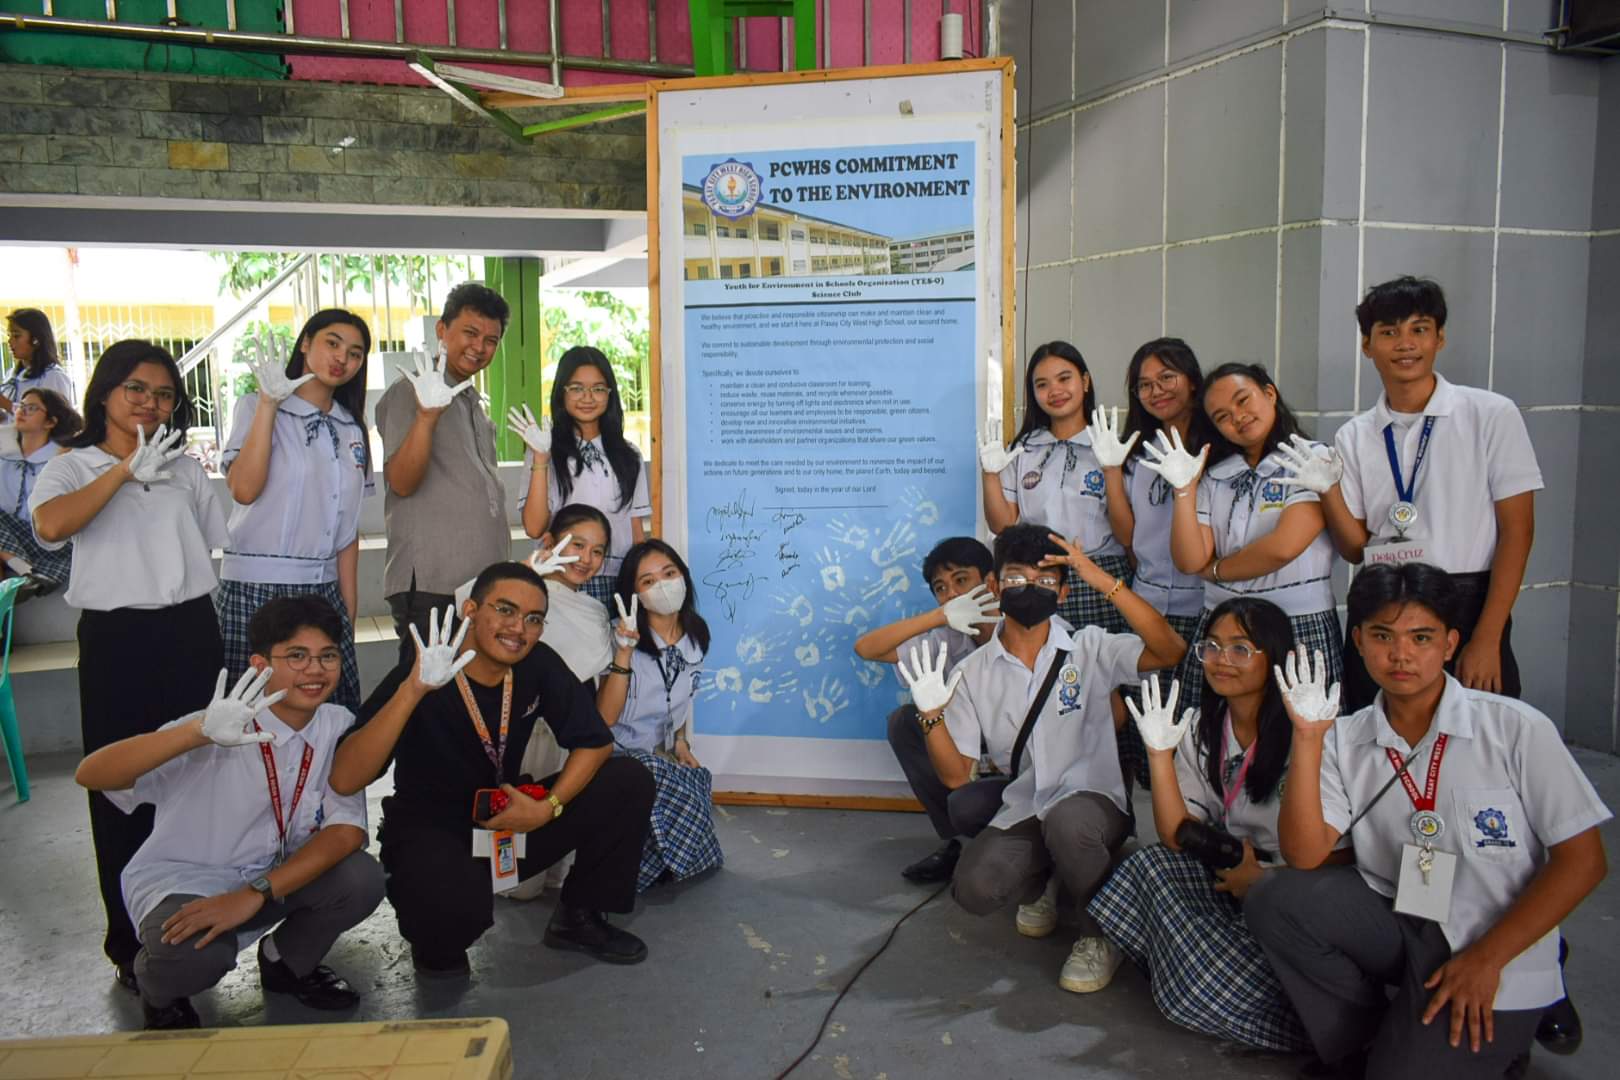 PCWHS COMMITMENT
TO THE ENVIRONMENT
PASAY CITY WEST HIGH SCHOOL
Youth for Environment in Schools Organization (YES-O)
Science Club
We believe that proactive and responsible citizenship can make and maintain clean and
healthy environment, and we start it here at Pasay City West High School, our second home.
We commit to sustainable development through environmental protection and social
responsibility.
Specifically, we devote ourselves to:
• maintain a clean and conducive classroom for learning.
• reduce waste, reuse materials, and recycle whenever possible.
• conserve energy by turning off lights and electronics when not in use.
• encourage all our learners and employees to be responsible, green citizens.
• develop new and innovative environmental initiatives.
• promote awareness of environmental issues and concerns.
• work with stakeholders and partner organizations that share our green values.
We dedicate to meet the care needed by our environment to minimize the impact of our
actions on future generations and to our only home, the planet Earth, today and beyond.
Signed, today in the year of our Lord
Dela Cruz
PASAY CITY WEST